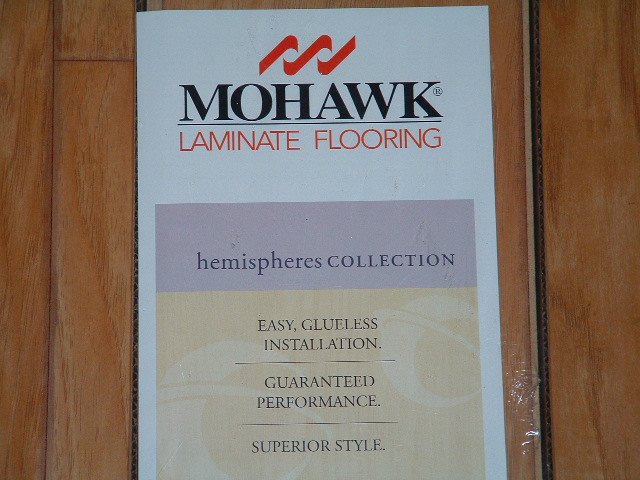 MOHAWK®
LAMINATE FLOORING
hemispheres COLLECTION
EASY, GLUELESS
INSTALLATION.
GUARANTEED
PERFORMANCE.
SUPERIOR STYLE.